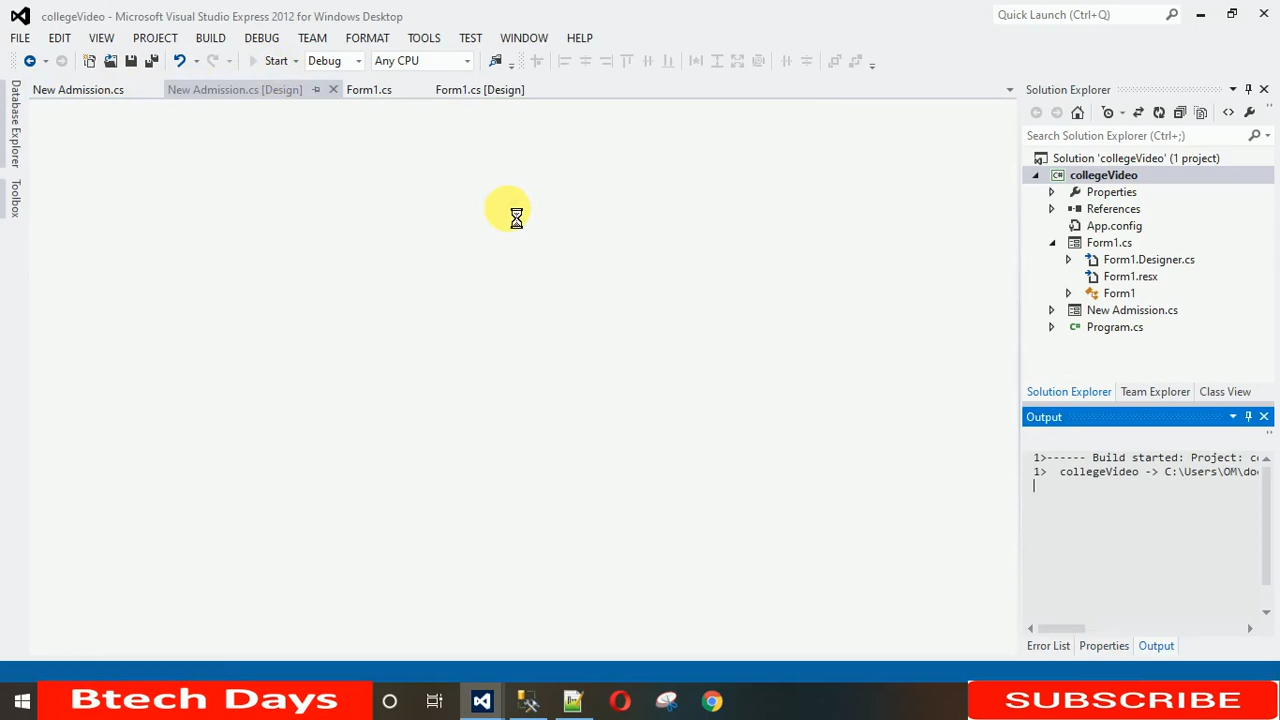 collegeVideo - Microsoft Visual Studio Express 2012 for Windows Desktop
Quick Launch (Ctrl+Q)
FILE EDIT VIEW PROJECT BUILD DEBUG TEAM FORMAT TOOLS TEST WINDOW HELP
Start Debug Any CPU
New Admission.cs New Admission.cs [Design] Form1.cs Form1.cs [Design]
Database Explorer
Toolbox
Solution Explorer
Search Solution Explorer (Ctrl+;)
Solution 'collegeVideo' (1 project)
C# collegeVideo
Properties
References
App.config
Form1.cs
Form1.Designer.cs
Form1.resx
Form1
New Admission.cs
C# Program.cs
Solution Explorer Team Explorer Class View
Output
1>------ Build started: Project: co
1> collegeVideo -> C:\Users\OM\doc
Error List Properties Output
Btech Days
SUBSCRIBE